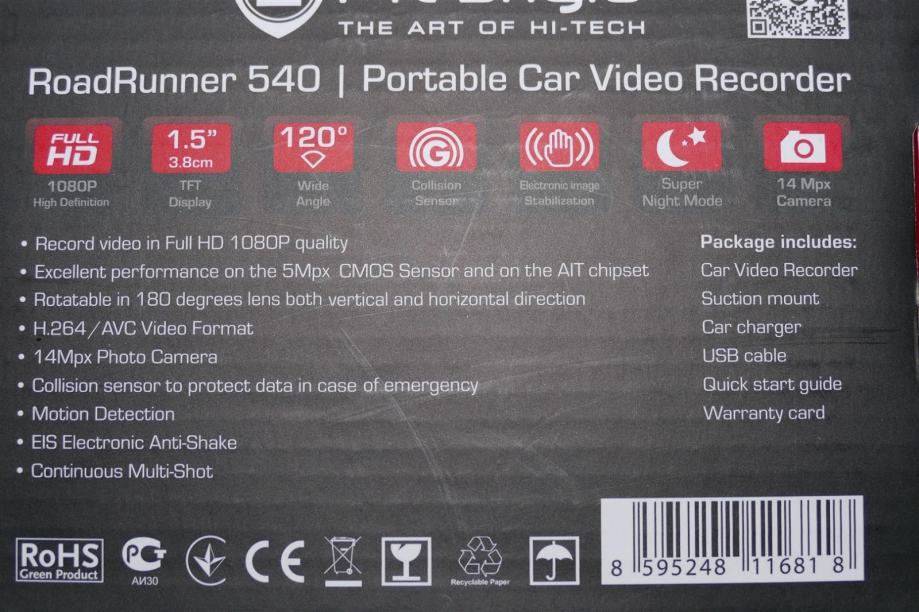 THE ART OF HI-TECH
RoadRunner 540 | Portable Car Video Recorder
FULL HD
1080P
High Definition
1.5”
3.8cm
TFT
Display
120°
Wide
Angle
G
Collision
Sensor
Electronic image
Stabilization
Super
Night Mode
14 Mpx
Camera
• Record video in Full HD 1080P quality
• Excellent performance on the 5Mpx CMOS Sensor and on the AIT chipset
• Rotatable in 180 degrees lens both vertical and horizontal direction
• H.264/AVC Video Format
• 14Mpx Photo Camera
• Collision sensor to protect data in case of emergency
• Motion Detection
• EIS Electronic Anti-Shake
• Continuous Multi-Shot
Package includes:
Car Video Recorder
Suction mount
Car charger
USB cable
Quick start guide
Warranty card
RoHS
Green Product
АИ30
CE
Recyclable Paper
8 595248 11681 8